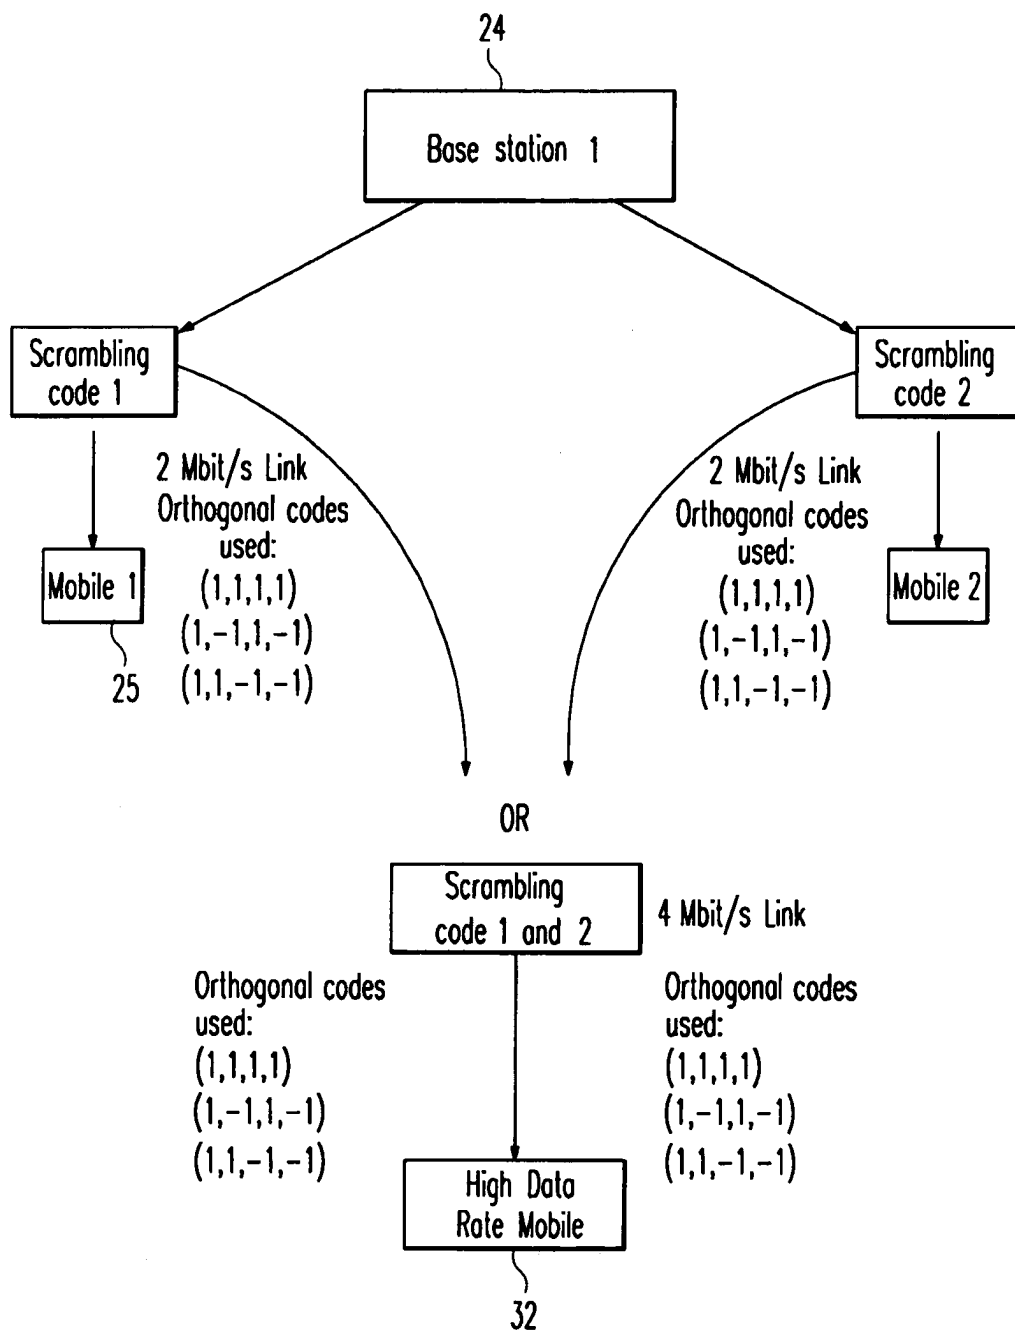 24
Base station 1
Scrambling
code 1
Scrambling
code 2
2 Mbit/s Link
Orthogonal codes
used:
(1,1,1,1)
(1,-1,1,-1)
(1,1,-1,-1)
2 Mbit/s Link
Orthogonal codes
used:
(1,1,1,1)
(1,-1,1,-1)
(1,1,-1,-1)
Mobile 1
25
Mobile 2
OR
Scrambling
code 1 and 2
4 Mbit/s Link
Orthogonal codes
used:
(1,1,1,1)
(1,-1,1,-1)
(1,1,-1,-1)
Orthogonal codes
used:
(1,1,1,1)
(1,-1,1,-1)
(1,1,-1,-1)
High Data
Rate Mobile
32